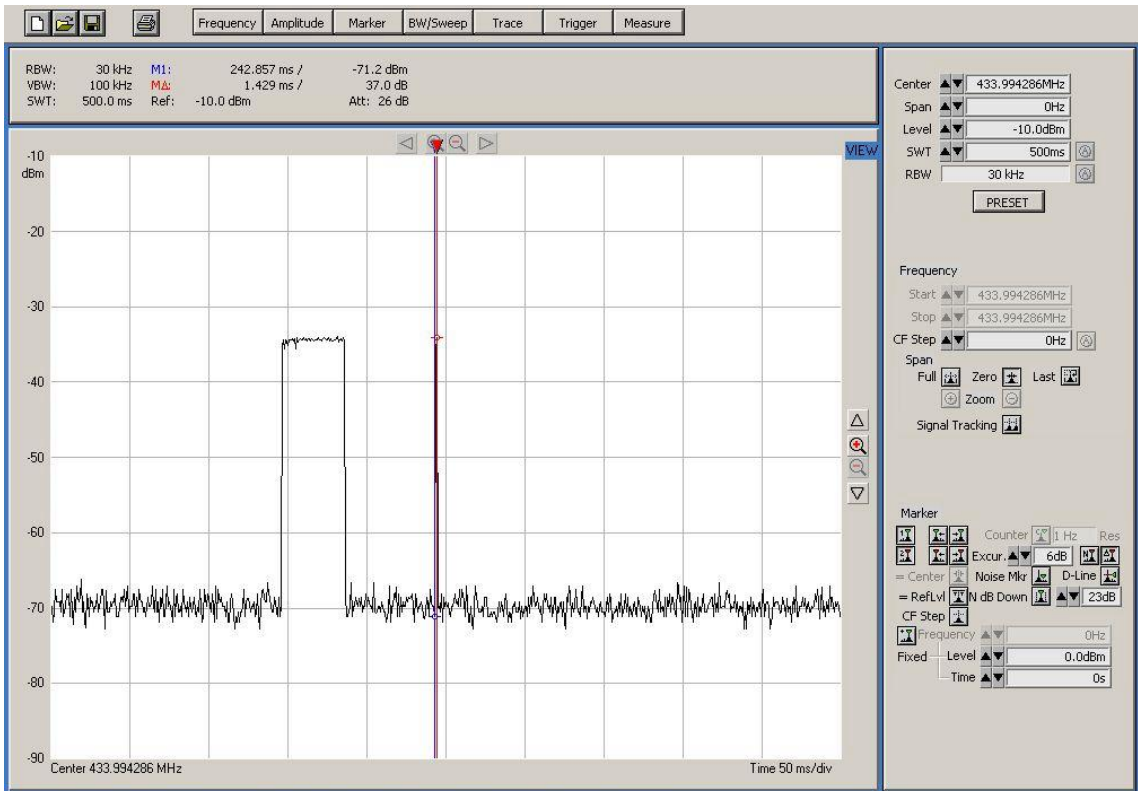 Frequency Amplitude Marker BW/Sweep Trace Trigger Measure
RBW: 30 kHz M1: 242.857 ms / -71.2 dBm
VBW: 100 kHz MΔ: 1.429 ms / 37.0 dB
SWT: 500.0 ms Ref: -10.0 dBm Att: 26 dB
VIEW
-10
dBm
-20
-30
-40
-50
-60
-70
-80
-90
Center 433.994286 MHz Time 50 ms/div
Center 433.994286MHz
Span 0Hz
Level -10.0dBm
SWT 500ms
RBW 30 kHz
PRESET
Frequency
Start 433.994286MHz
Stop 433.994286MHz
CF Step 0Hz
Span
Full Zero Last
Zoom
Signal Tracking
Marker
Counter 1 Hz Res
Excur. 6dB
= Center Noise Mkr D-Line
= RefLvl N dB Down 23dB
CF Step
Frequency 0Hz
Fixed Level 0.0dBm
Time 0s